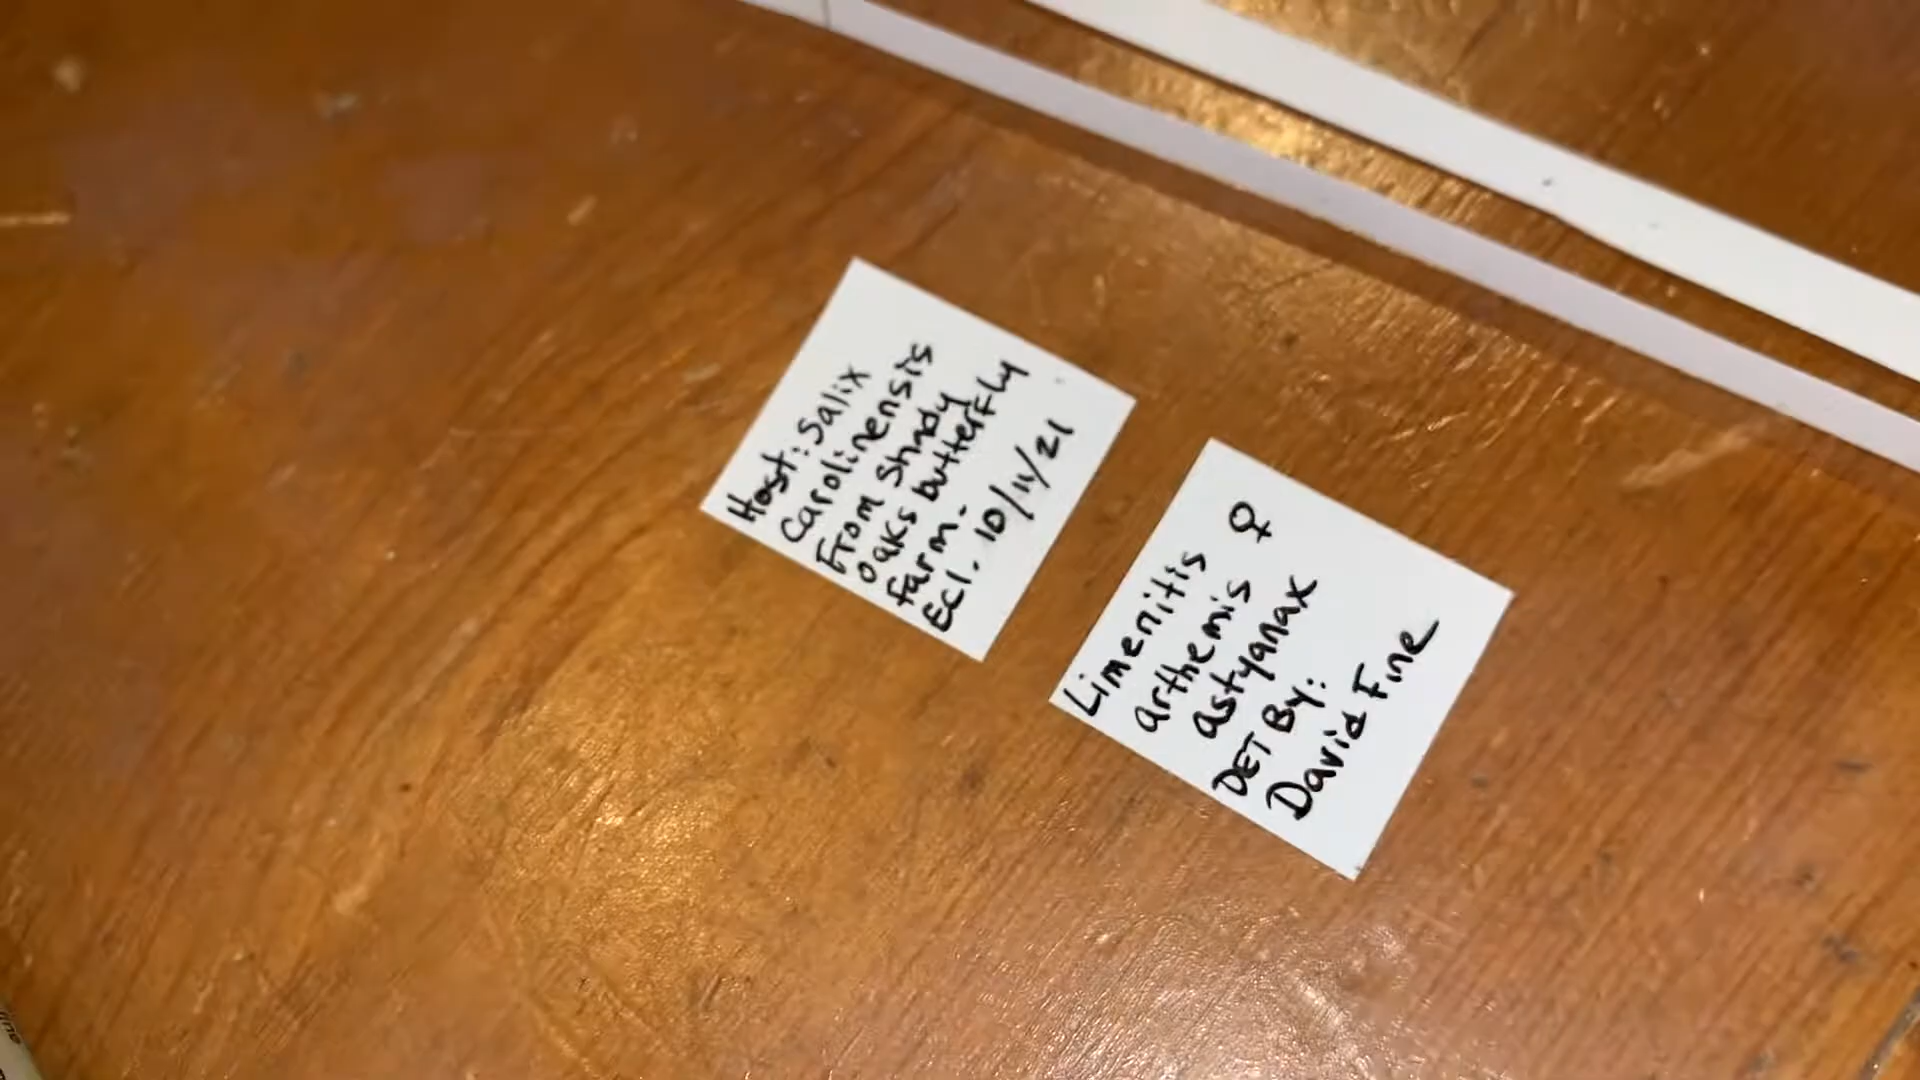 Host: Salix
Carolinensis
From Shady
oaks butterfly
farm.
Ecl. 10/11/21
Limenitis ♀
arthemis
astyanax
DET By:
David Fine